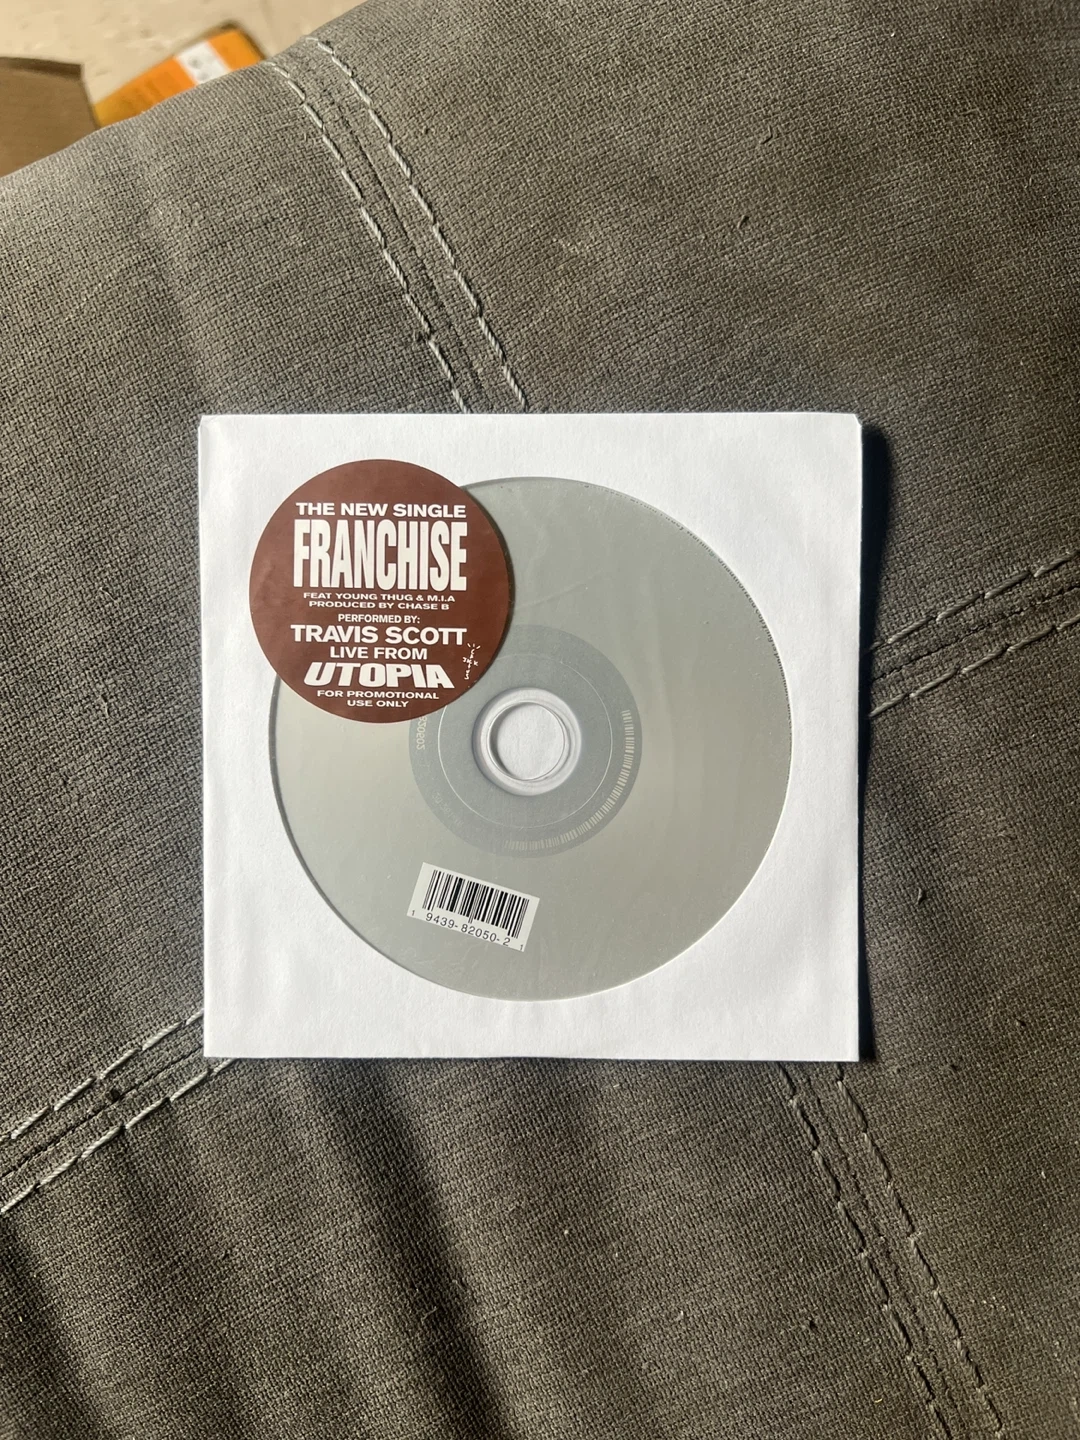 THE NEW SINGLE
FRANCHISE
FEAT YOUNG THUG & M.I.A
PRODUCED BY CHASE B
PERFORMED BY:
TRAVIS SCOTT
LIVE FROM
UTOPIA
FOR PROMOTIONAL
USE ONLY
1 9439-82050-2 1